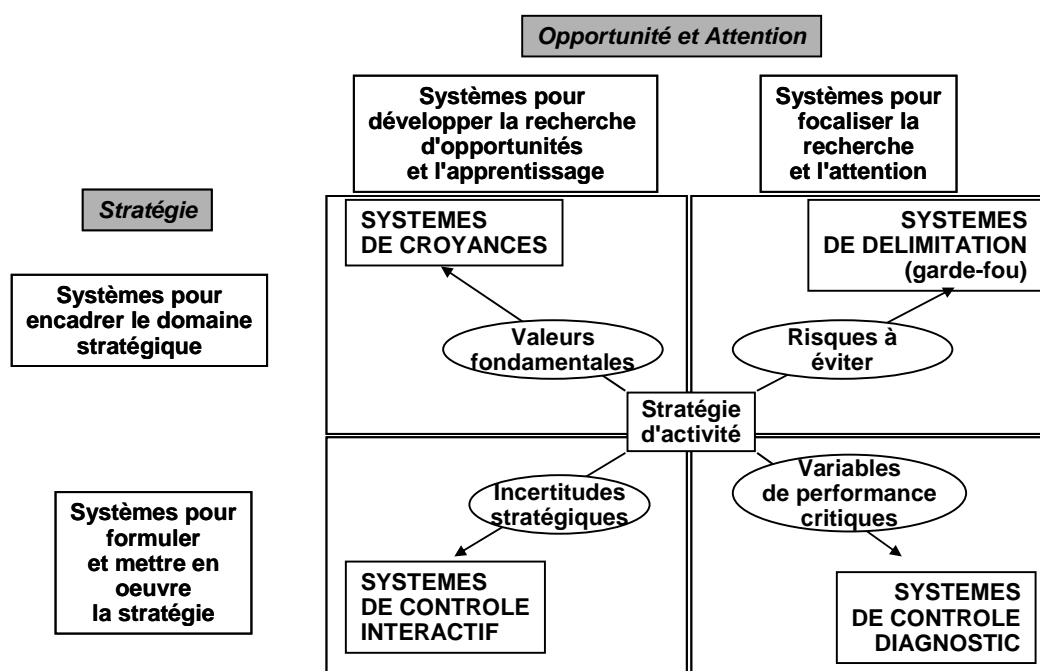 Opportunité et Attention
Systèmes pour
développer la recherche
d'opportunités
et l'apprentissage
Systèmes pour
focaliser la
recherche
et l'attention
Stratégie
SYSTEMES
DE CROYANCES
SYSTEMES
DE DELIMITATION
(garde-fou)
Systèmes pour
encadrer le domaine
stratégique
Valeurs
fondamentales
Risques à
éviter
Stratégie
d'activité
Incertitudes
stratégiques
Variables
de performance
critiques
Systèmes pour
formuler
et mettre en
oeuvre
la stratégie
SYSTEMES
DE CONTROLE
INTERACTIF
SYSTEMES
DE CONTROLE
DIAGNOSTIC